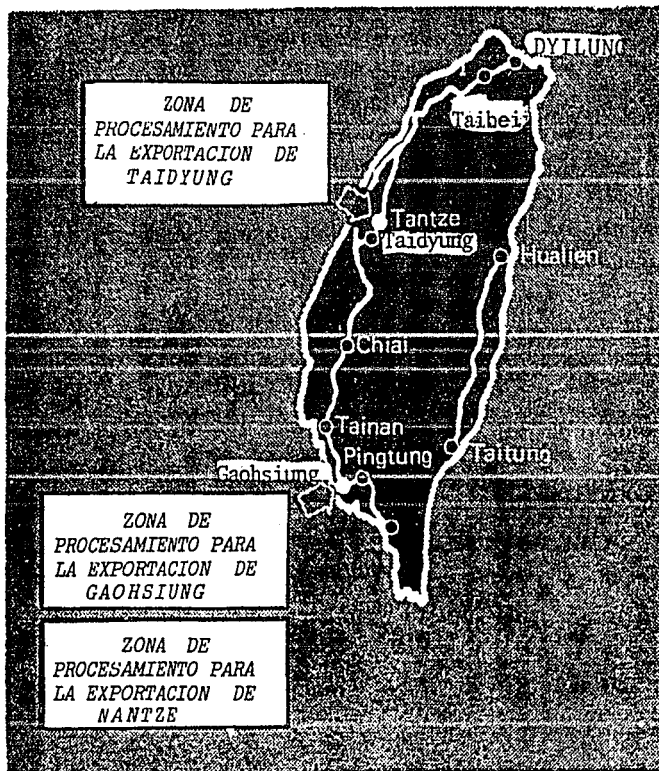 DYILUNG
Taibei
ZONA DE
PROCESAMIENTO PARA
LA EXPORTACION DE
TAIDYUNG
Tantze
Taidyung
Hualien
Chiai
Tainan
Pingtung
Taitung
Gaohsiung
ZONA DE
PROCESAMIENTO PARA
LA EXPORTACION DE
GAOHSIUNG
ZONA DE
PROCESAMIENTO PARA
LA EXPORTACION DE
NANTZE